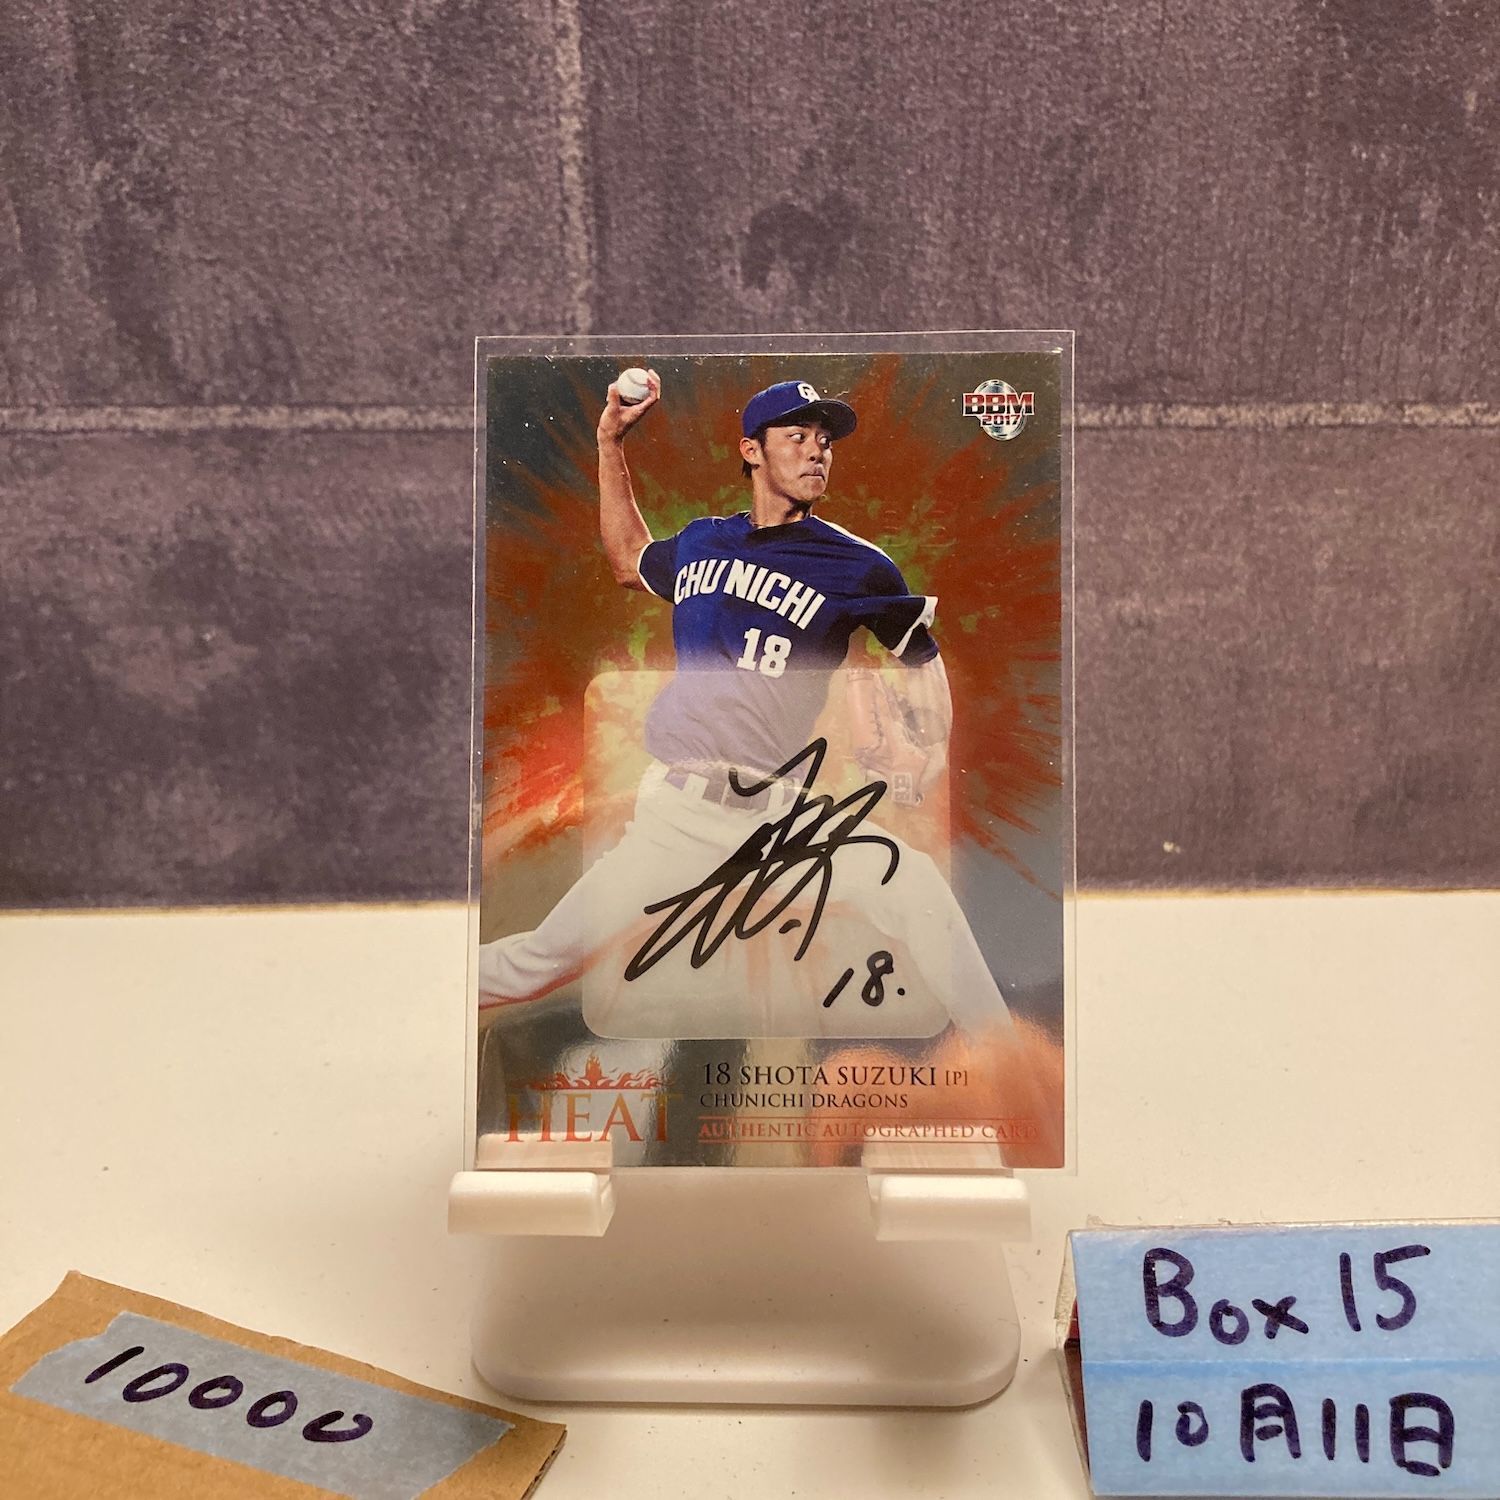 BBM
2017
CHUNICHI
18
18.
HEAT
18 SHOTA SUZUKI [P]
CHUNICHI DRAGONS
AUTHENTIC AUTOGRAPHED CARD
10000
Box 15
10月11日